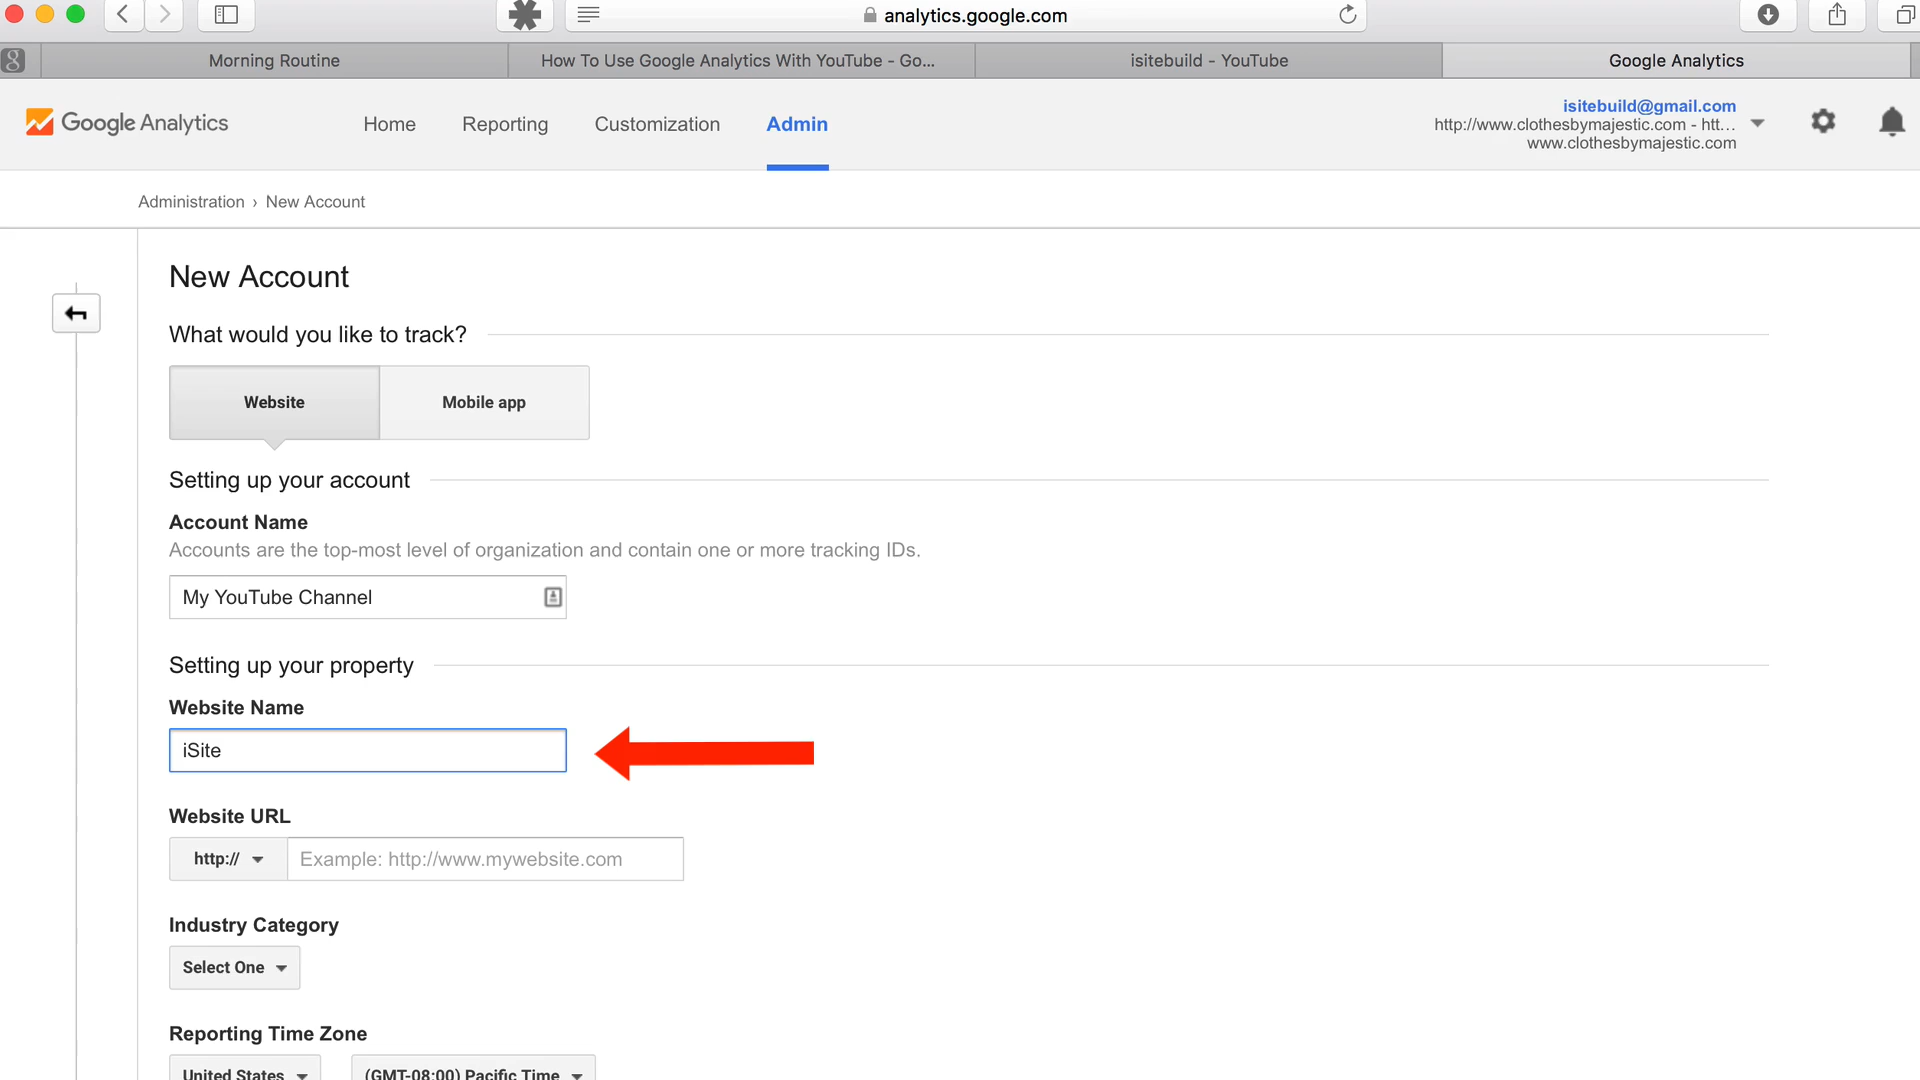 analytics.google.com
Morning Routine
How To Use Google Analytics With YouTube - Go...
isitebuild - YouTube
Google Analytics
Google Analytics
Home
Reporting
Customization
Admin
isitebuild@gmail.com
http://www.clothesbymajestic.com - htt...
www.clothesbymajestic.com
Administration › New Account
New Account
What would you like to track?
Website
Mobile app
Setting up your account
Account Name
Accounts are the top-most level of organization and contain one or more tracking IDs.
My YouTube Channel
Setting up your property
Website Name
iSite
Website URL
http://
Example: http://www.mywebsite.com
Industry Category
Select One
Reporting Time Zone
United States
(GMT-08:00) Pacific Time